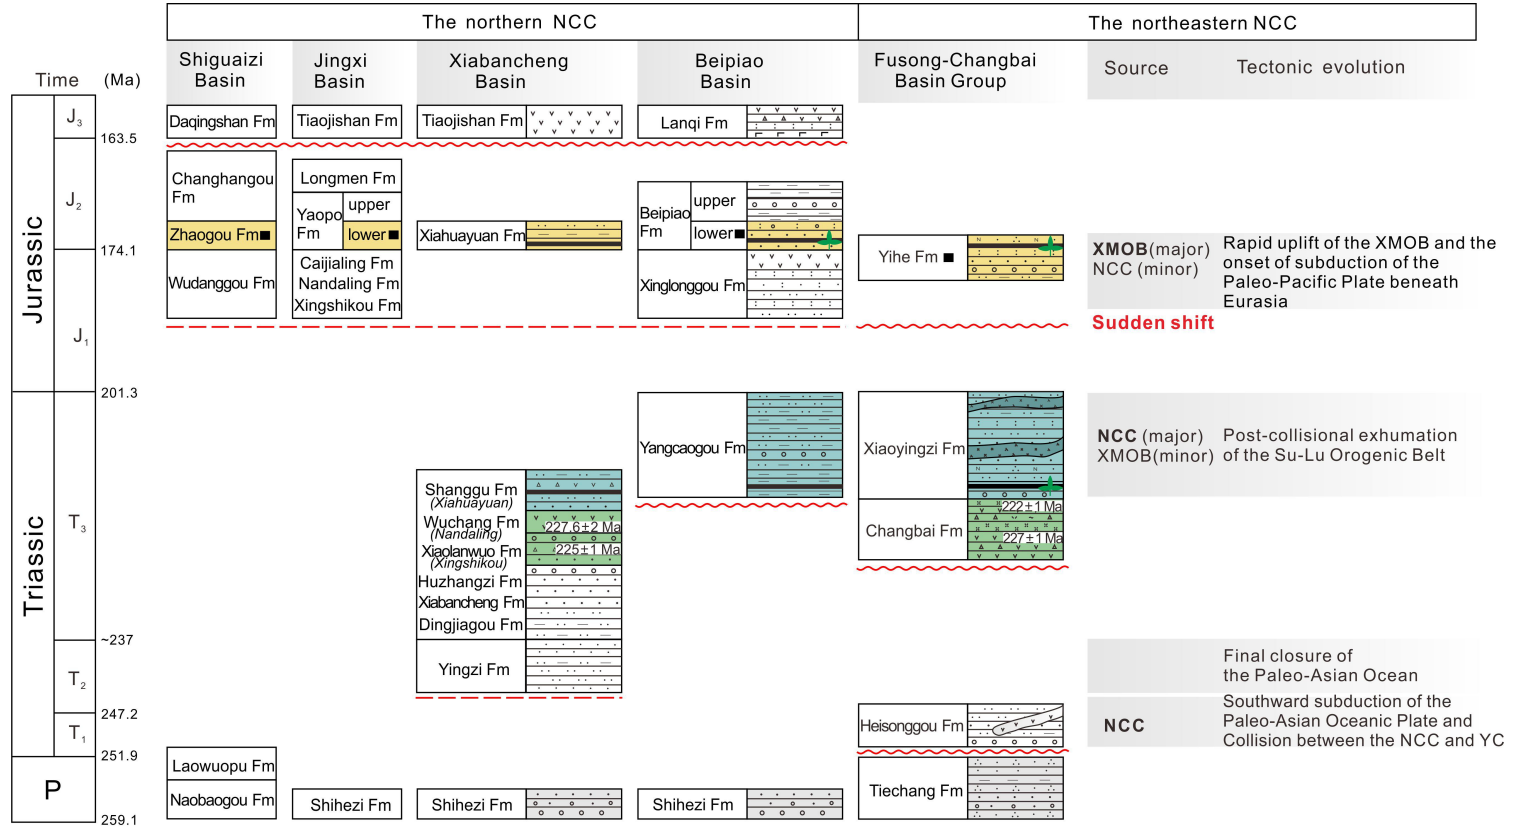 The northern NCC
The northeastern NCC
Time (Ma)
Shiguaizi
Basin
Jingxi
Basin
Xiabancheng
Basin
Beipiao
Basin
Fusong-Changbai
Basin Group
Source
Tectonic evolution
Jurassic
J3
J2
J1
Triassic
T3
T2
T1
P
163.5
174.1
201.3
~237
247.2
251.9
259.1
Daqingshan Fm
Changhangou
Fm
Zhaogou Fm
Wudanggou Fm
Laowuopu Fm
Naobaogou Fm
Tiaojishan Fm
Longmen Fm
Yaopo
Fm
upper
lower
Caijialing Fm
Nandaling Fm
Xingshikou Fm
Shihezi Fm
Tiaojishan Fm
Xiahuayuan Fm
Shanggu Fm
(Xiahuayuan)
Wuchang Fm
(Nandaling)
227.6±2 Ma
Xiaolanwuo Fm
(Xingshikou)
225±1 Ma
Huzhangzi Fm
Xiabancheng Fm
Dingjiagou Fm
Yingzi Fm
Shihezi Fm
Lanqi Fm
Beipiao
Fm
upper
lower
Xinglonggou Fm
Yangcaogou Fm
Shihezi Fm
Yihe Fm
Xiaoyingzi Fm
Changbai Fm
222±1 Ma
227±1 Ma
Heisonggou Fm
Tiechang Fm
XMOB(major)
NCC (minor)
Rapid uplift of the XMOB and the
onset of subduction of the
Paleo-Pacific Plate beneath
Eurasia
Sudden shift
NCC (major)
XMOB(minor)
Post-collisional exhumation
of the Su-Lu Orogenic Belt
Final closure of
the Paleo-Asian Ocean
NCC
Southward subduction of the
Paleo-Asian Oceanic Plate and
Collision between the NCC and YC